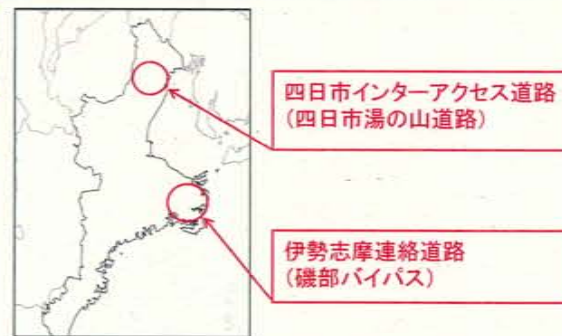 四日市インターアクセス道路
(四日市湯の山道路)
伊勢志摩連絡道路
(磯部バイパス)